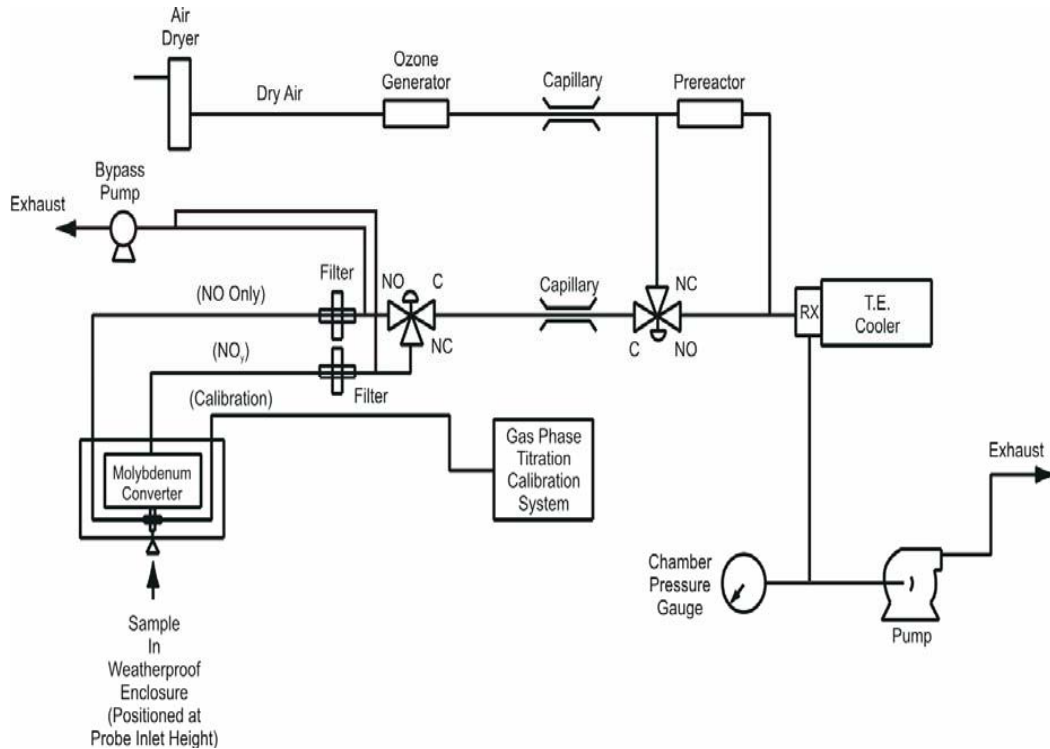 Air
Dryer
Dry Air
Ozone
Generator
Capillary
Prereactor
Bypass
Pump
Exhaust
Filter
(NO Only)
NO
C
NC
Capillary
NC
C
NO
RX
T.E.
Cooler
(NOy)
Filter
(Calibration)
Molybdenum
Converter
Gas Phase
Titration
Calibration
System
Exhaust
Chamber
Pressure
Gauge
Pump
Sample
In
Weatherproof
Enclosure
(Positioned at
Probe Inlet Height)